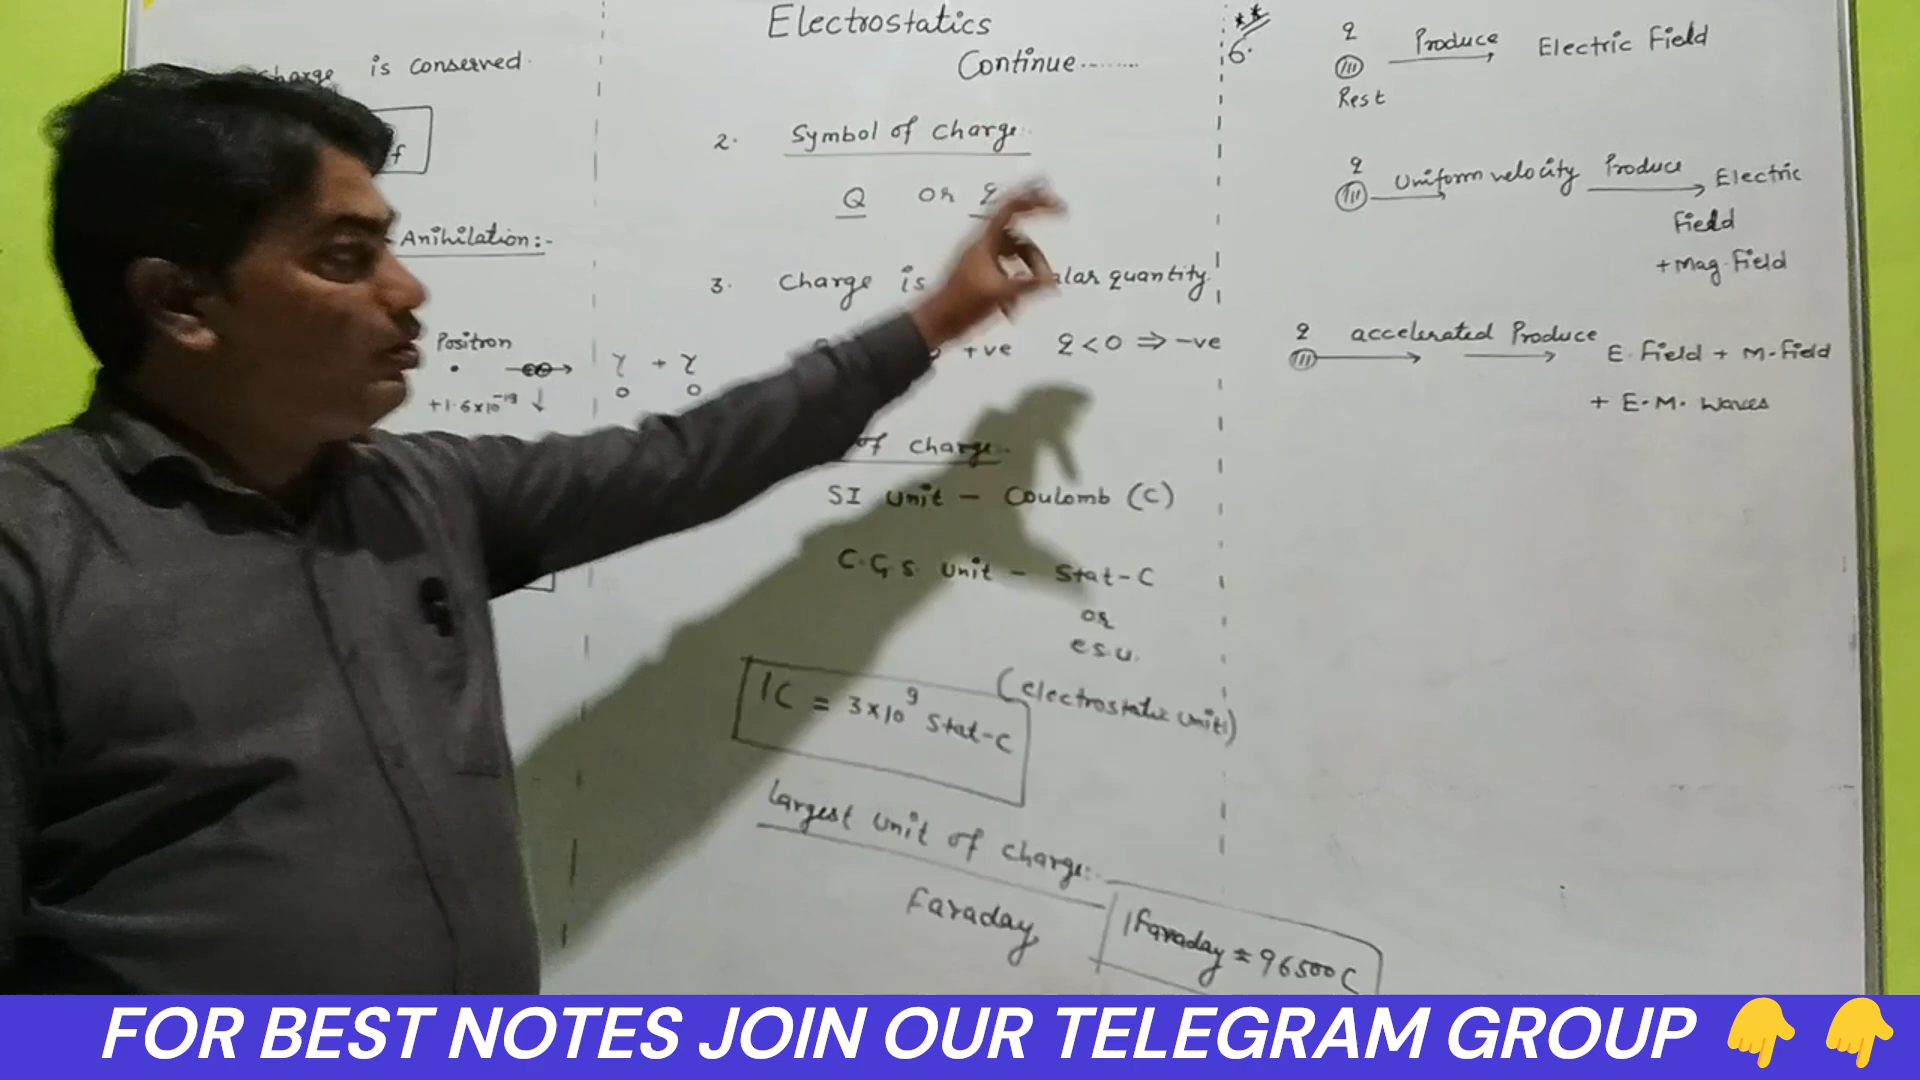 Electrostatics
Continue........
charge is conserved.
f
Anihilation:-
Positron
+1.6x10⁻¹⁹ ↓
γ + γ
o o
2. Symbol of Charge:
Q or q
3. Charge is alar quantity.
+ve q<0 ⇒ -ve
of charge:-
SI unit - Coulomb (C)
C.G.S. unit - Stat-C
or
e.s.u.
(electrostatic unit)
1C = 3x10⁹ Stat-C
Largest unit of charge:-
Faraday
1 Faraday = 96500C
**
6.
q Produce → Electric Field
Rest
q Uniform velocity Produce → Electric
field
+ Mag. field
q accelerated Produce → E. field + M. field
+ E.M. waves
FOR BEST NOTES JOIN OUR TELEGRAM GROUP 👇 👇